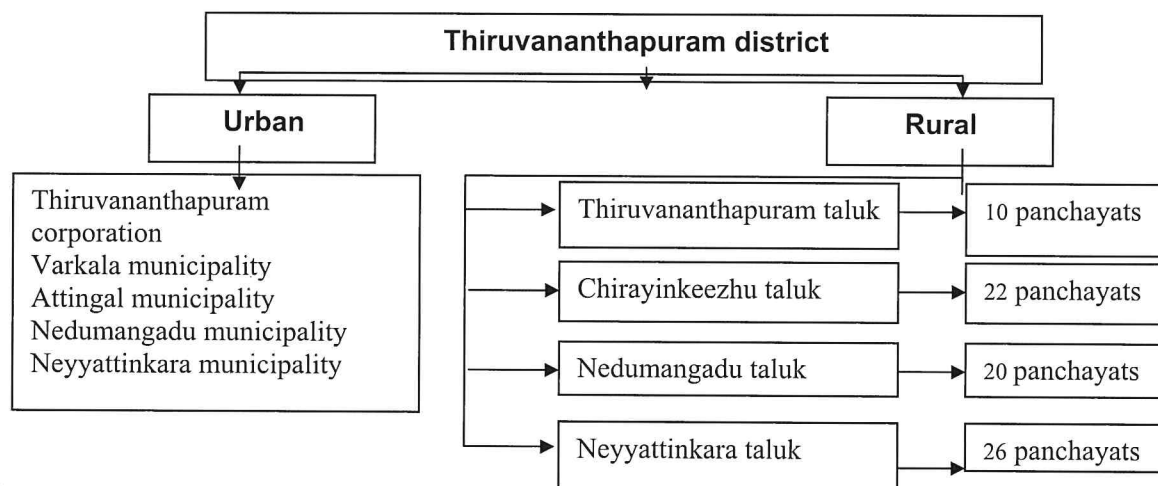 Thiruvananthapuram district
Urban
Rural
Thiruvananthapuram
corporation
Varkala municipality
Attingal municipality
Nedumangadu municipality
Neyyattinkara municipality
Thiruvananthapuram taluk
10 panchayats
Chirayinkeezhu taluk
22 panchayats
Nedumangadu taluk
20 panchayats
Neyyattinkara taluk
26 panchayats